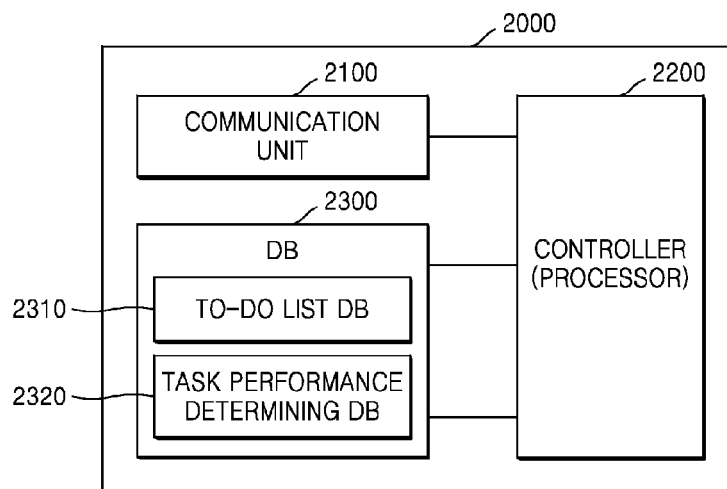 2000
2100
2200
COMMUNICATION
UNIT
2300
DB
CONTROLLER
(PROCESSOR)
2310
TO-DO LIST DB
2320
TASK PERFORMANCE
DETERMINING DB